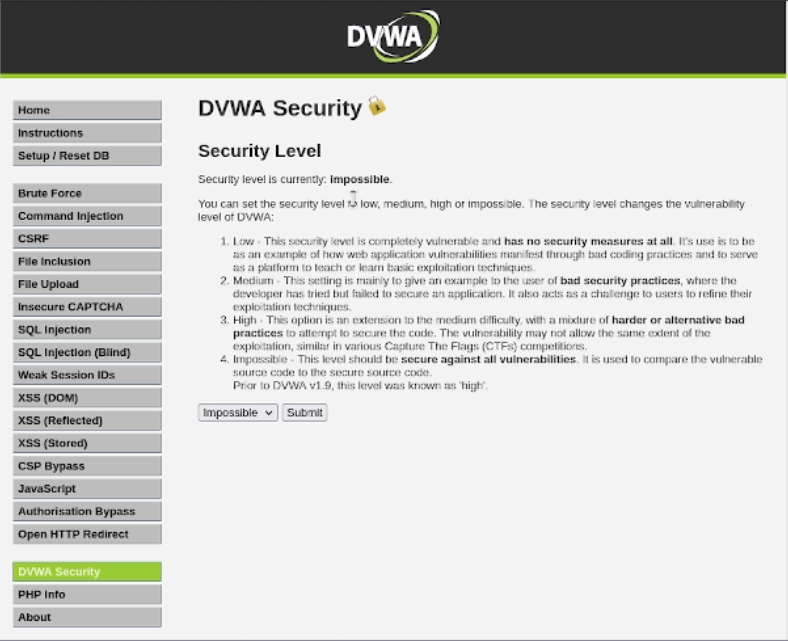 DVWA
Home
Instructions
Setup / Reset DB
Brute Force
Command Injection
CSRF
File Inclusion
File Upload
Insecure CAPTCHA
SQL Injection
SQL Injection (Blind)
Weak Session IDs
XSS (DOM)
XSS (Reflected)
XSS (Stored)
CSP Bypass
JavaScript
Authorisation Bypass
Open HTTP Redirect
DVWA Security
PHP Info
About
DVWA Security
Security Level
Security level is currently: impossible.
You can set the security level to low, medium, high or impossible. The security level changes the vulnerability
level of DVWA:
1. Low - This security level is completely vulnerable and has no security measures at all. It's use is to be
as an example of how web application vulnerabilities manifest through bad coding practices and to serve
as a platform to teach or learn basic exploitation techniques.
2. Medium - This setting is mainly to give an example to the user of bad security practices, where the
developer has tried but failed to secure an application. It also acts as a challenge to users to refine their
exploitation techniques.
3. High - This option is an extension to the medium difficulty, with a mixture of harder or alternative bad
practices to attempt to secure the code. The vulnerability may not allow the same extent of the
exploitation, similar in various Capture The Flags (CTFs) competitions.
4. Impossible - This level should be secure against all vulnerabilities. It is used to compare the vulnerable
source code to the secure source code.
Prior to DVWA v1.9, this level was known as 'high'.
Impossible Submit